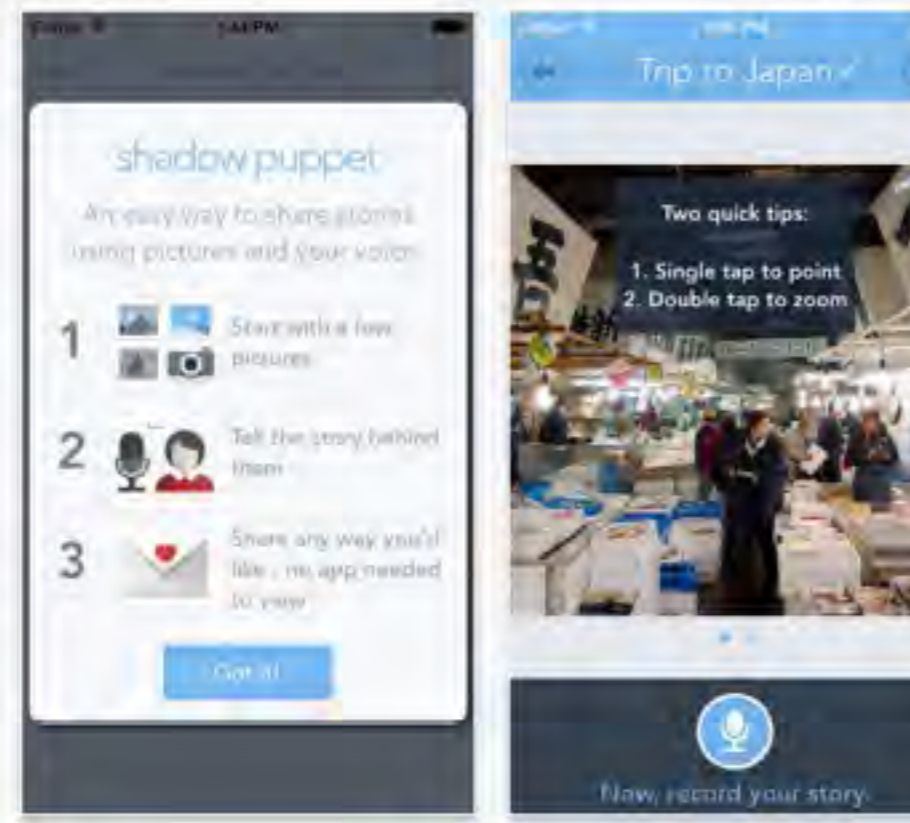 shadow puppet
An easy way to share stories
using pictures and your voice.
1
Start with a few
pictures
2
Tell the story behind
them
3
Share any way you'd
like - no app needed
to view
Got it!
Trip to Japan
Two quick tips:
1. Single tap to point
2. Double tap to zoom
Now, record your story.